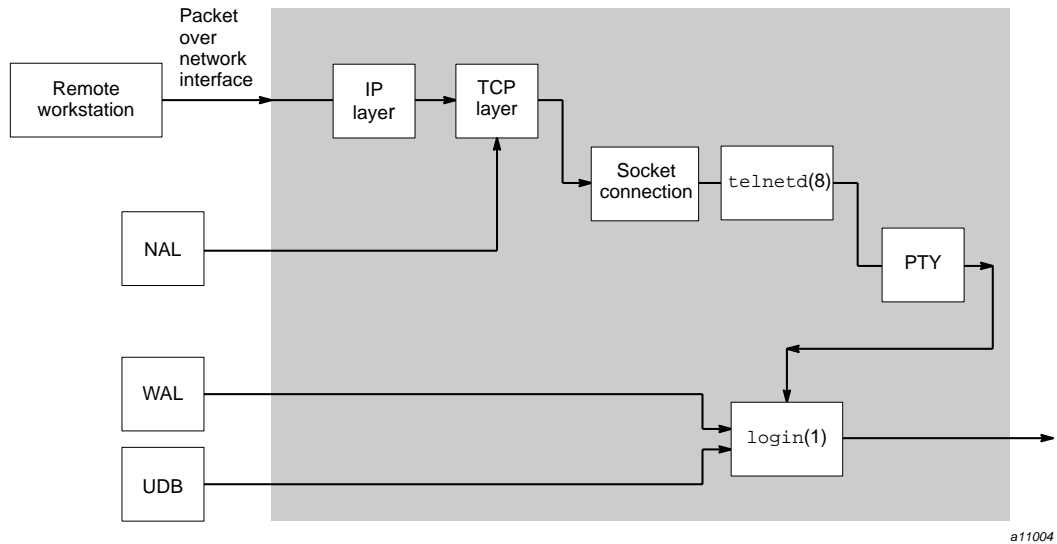 Packet
over
network
interface
Remote
workstation
IP
layer
TCP
layer
Socket
connection
telnetd(8)
NAL
PTY
WAL
login(1)
UDB
a11004